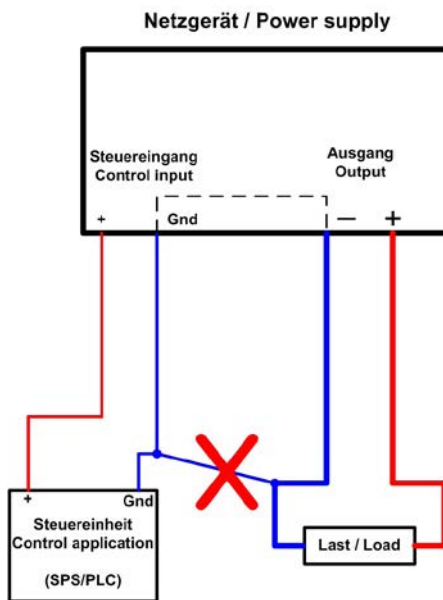 Netzgerät / Power supply
Steuereingang
Control input
Ausgang
Output
+
Gnd
—
+
+
Gnd
Steuereinheit
Control application
(SPS/PLC)
Last / Load